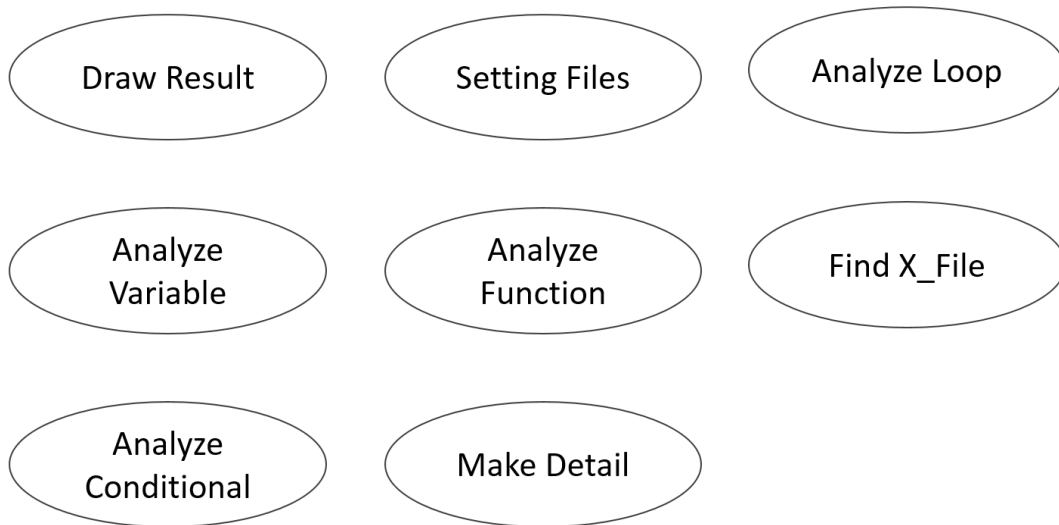 Draw Result
Setting Files
Analyze Loop
Analyze
Variable
Analyze
Function
Find X_File
Analyze
Conditional
Make Detail